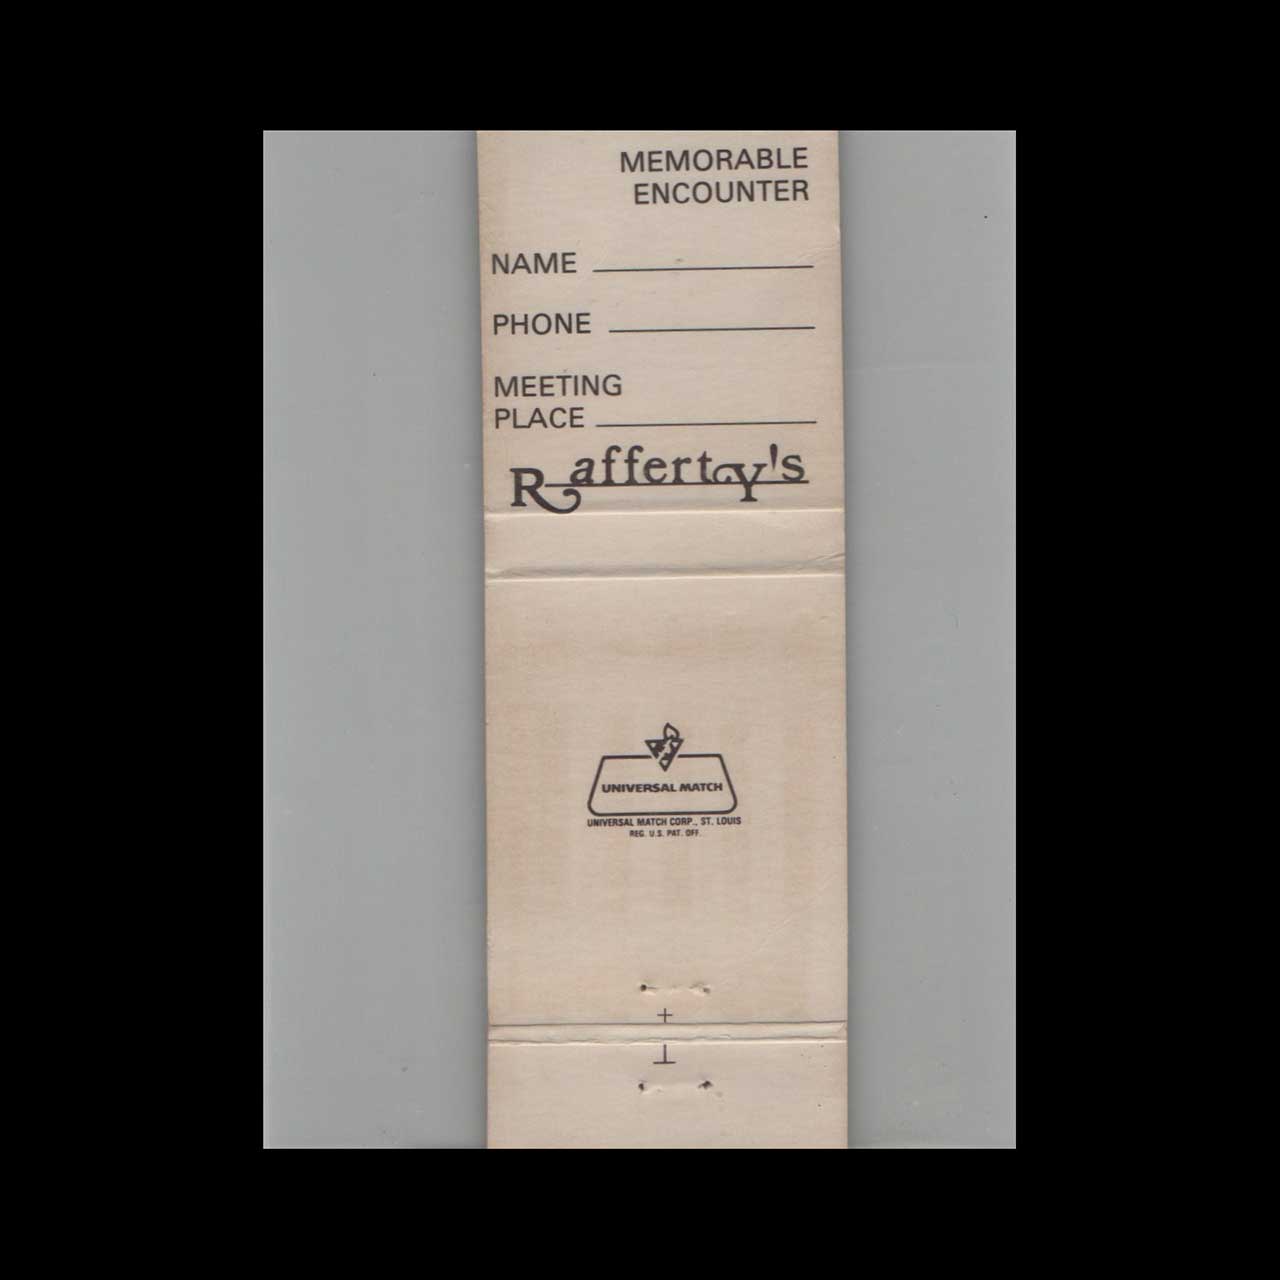 MEMORABLE
ENCOUNTER
NAME
PHONE
MEETING
PLACE
Rafferty's
UNIVERSAL MATCH
UNIVERSAL MATCH CORP., ST. LOUIS
REG. U.S. PAT. OFF.